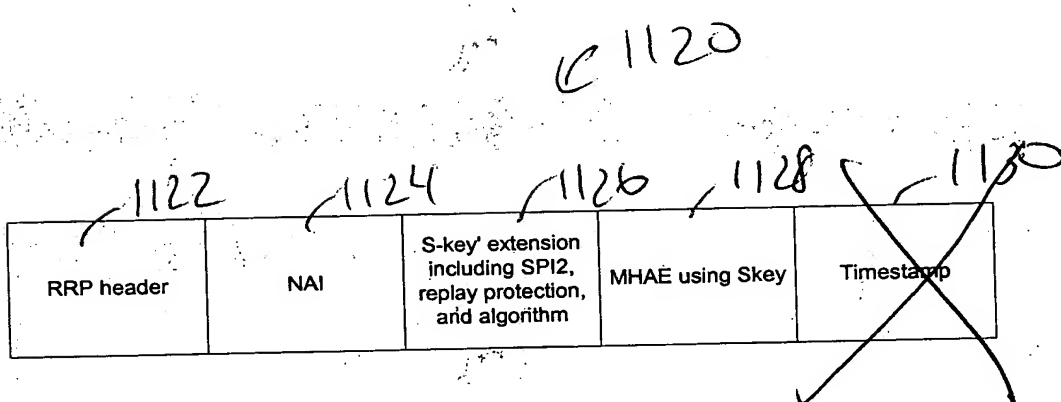 1120
1122
1124
1126
1128
1130
RRP header
NAI
S-key' extension
including SPI2,
replay protection,
and algorithm
MHAE using Skey
Timestamp